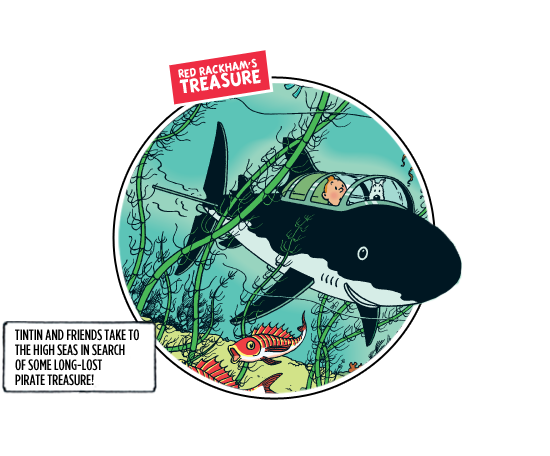 RED RACKHAM'S
TREASURE
TINTIN AND FRIENDS TAKE TO
THE HIGH SEAS IN SEARCH
OF SOME LONG-LOST
PIRATE TREASURE!